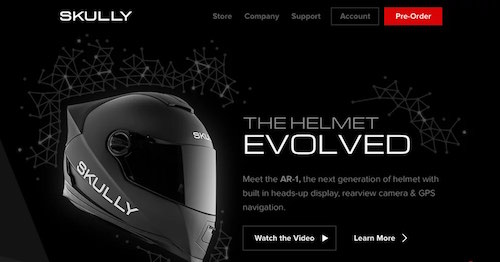 SKULLY
Store Company Support Account Pre-Order
SKULLY
SKULLY
THE HELMET
EVOLVED
Meet the AR-1, the next generation of helmet with
built in heads-up display, rearview camera & GPS
navigation.
Watch the Video Learn More